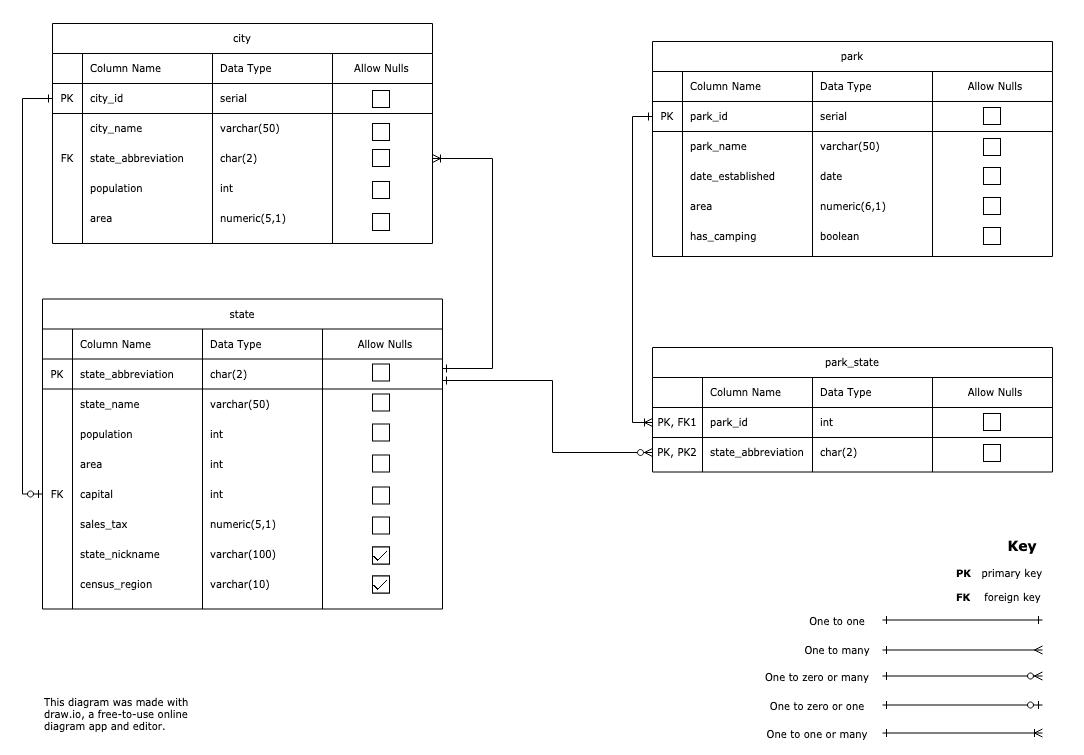 city
Column Name Data Type Allow Nulls
PK city_id serial
city_name varchar(50)
FK state_abbreviation char(2)
population int
area numeric(5,1)
state
Column Name Data Type Allow Nulls
PK state_abbreviation char(2)
state_name varchar(50)
population int
area int
FK capital int
sales_tax numeric(5,1)
state_nickname varchar(100)
census_region varchar(10)
park
Column Name Data Type Allow Nulls
PK park_id serial
park_name varchar(50)
date_established date
area numeric(6,1)
has_camping boolean
park_state
Column Name Data Type Allow Nulls
PK, FK1 park_id int
PK, PK2 state_abbreviation char(2)
Key
PK primary key
FK foreign key
One to one
One to many
One to zero or many
One to zero or one
One to one or many
This diagram was made with
draw.io, a free-to-use online
diagram app and editor.